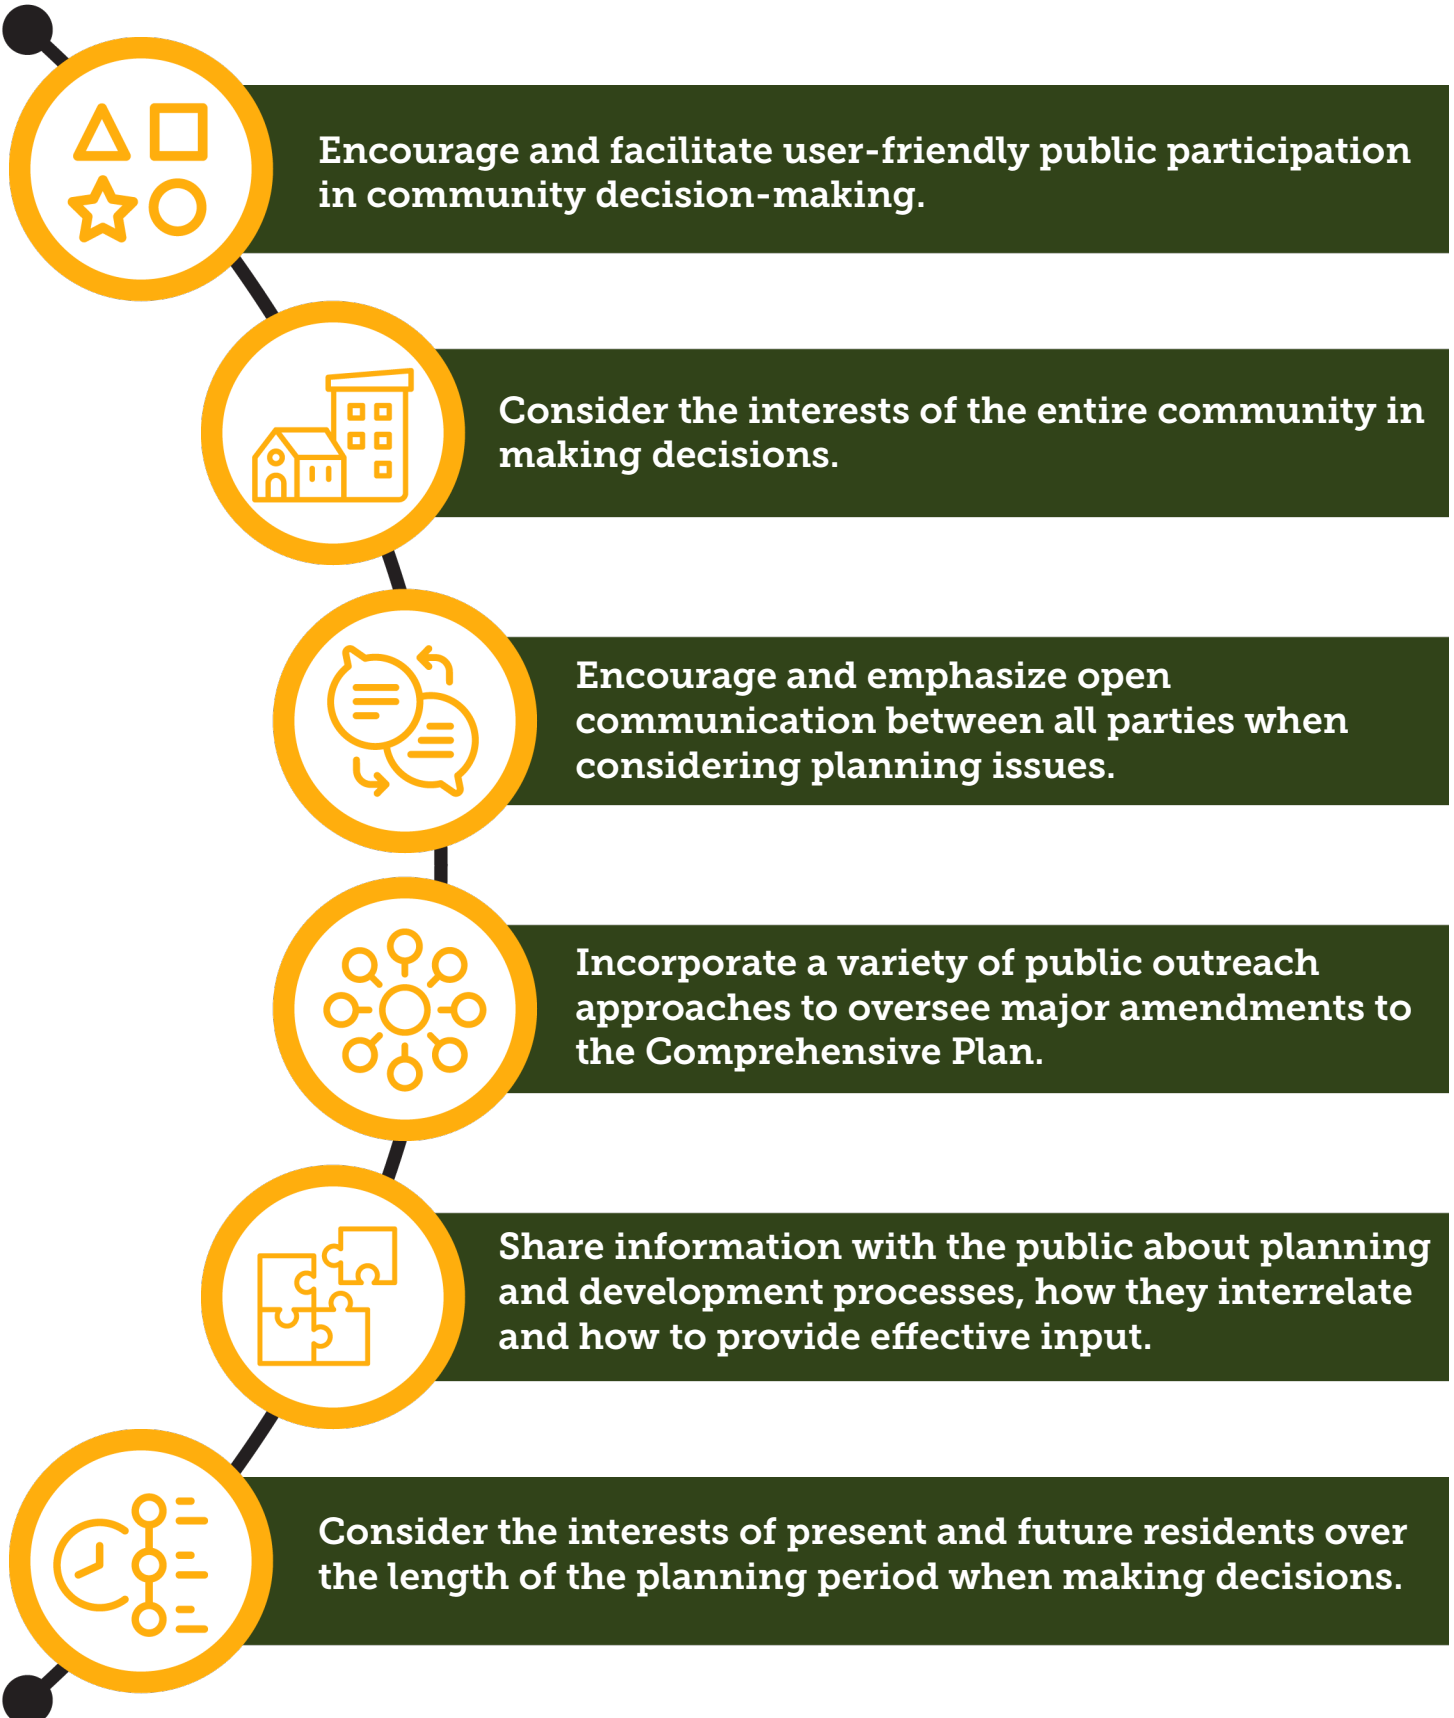 Encourage and facilitate user-friendly public participation
in community decision-making.
Consider the interests of the entire community in
making decisions.
Encourage and emphasize open
communication between all parties when
considering planning issues.
Incorporate a variety of public outreach
approaches to oversee major amendments to
the Comprehensive Plan.
Share information with the public about planning
and development processes, how they interrelate
and how to provide effective input.
Consider the interests of present and future residents over
the length of the planning period when making decisions.